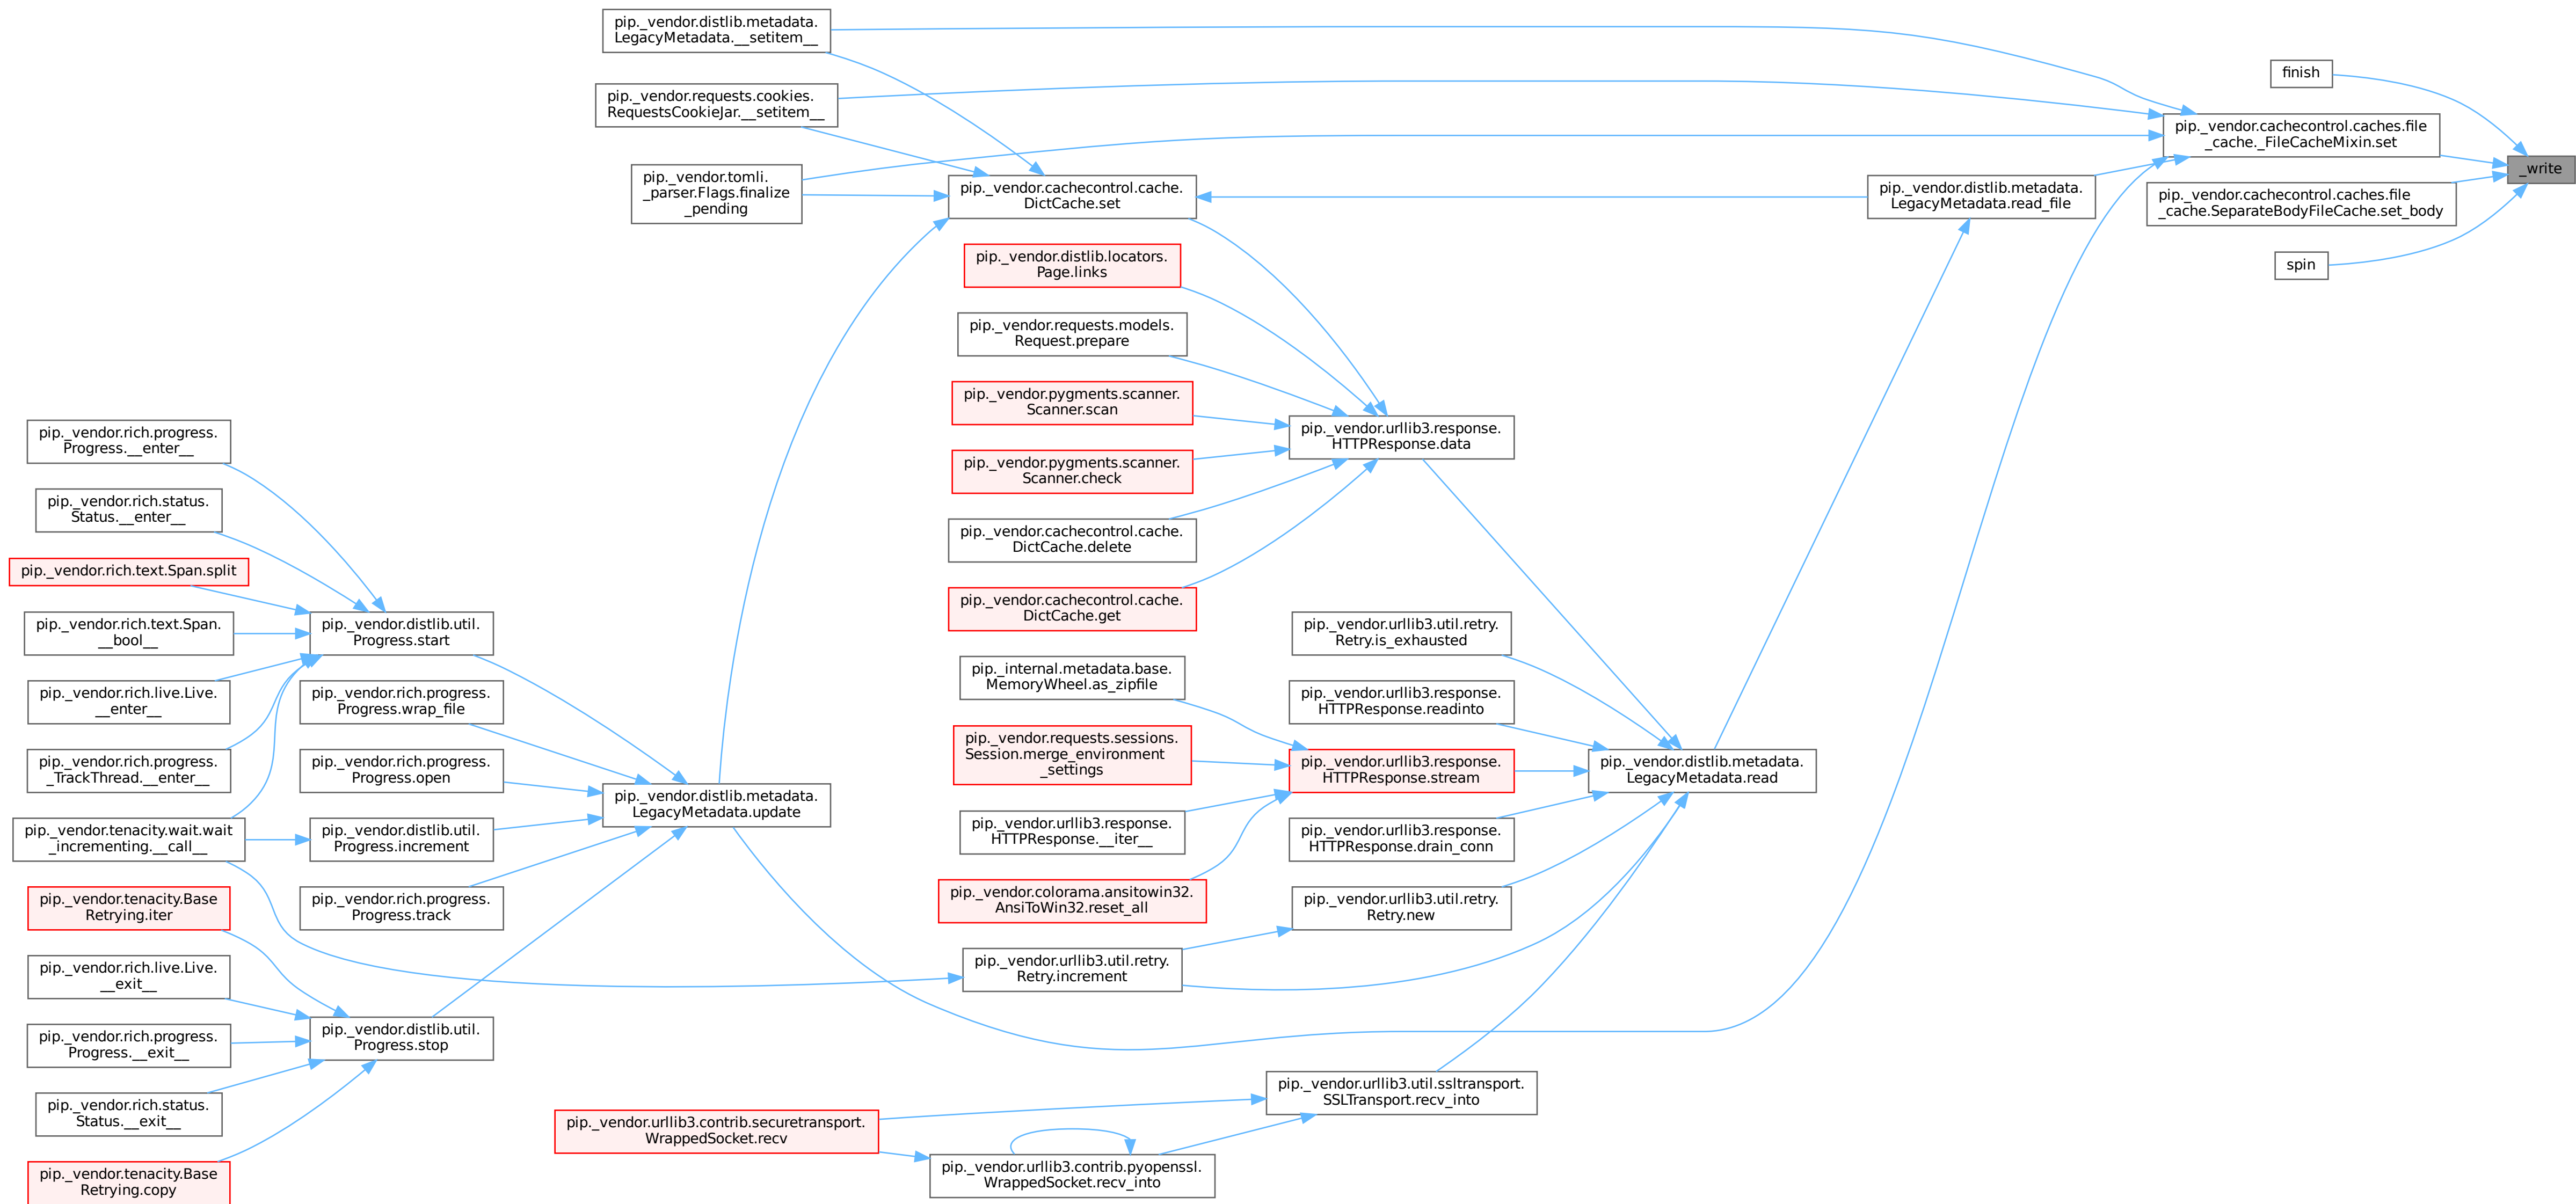 pip._vendor.distlib.metadata.
LegacyMetadata.__setitem__
pip._vendor.requests.cookies.
RequestsCookieJar.__setitem__
pip._vendor.tomli.
_parser.Flags.finalize
_pending
finish
pip._vendor.cachecontrol.caches.file
_cache._FileCacheMixin.set
_write
pip._vendor.cachecontrol.caches.file
_cache.SeparateBodyFileCache.set_body
spin
pip._vendor.distlib.metadata.
LegacyMetadata.read_file
pip._vendor.cachecontrol.cache.
DictCache.set
pip._vendor.distlib.locators.
Page.links
pip._vendor.requests.models.
Request.prepare
pip._vendor.pygments.scanner.
Scanner.scan
pip._vendor.pygments.scanner.
Scanner.check
pip._vendor.cachecontrol.cache.
DictCache.delete
pip._vendor.cachecontrol.cache.
DictCache.get
pip._vendor.urllib3.response.
HTTPResponse.data
pip._vendor.rich.progress.
Progress.__enter__
pip._vendor.rich.status.
Status.__enter__
pip._vendor.rich.text.Span.split
pip._vendor.rich.text.Span.
__bool__
pip._vendor.rich.live.Live.
__enter__
pip._vendor.rich.progress.
_TrackThread.__enter__
pip._vendor.tenacity.wait.wait
_incrementing.__call__
pip._vendor.tenacity.Base
Retrying.iter
pip._vendor.rich.live.Live.
__exit__
pip._vendor.rich.progress.
Progress.__exit__
pip._vendor.rich.status.
Status.__exit__
pip._vendor.tenacity.Base
Retrying.copy
pip._vendor.distlib.util.
Progress.start
pip._vendor.rich.progress.
Progress.wrap_file
pip._vendor.rich.progress.
Progress.open
pip._vendor.distlib.util.
Progress.increment
pip._vendor.rich.progress.
Progress.track
pip._vendor.distlib.util.
Progress.stop
pip._vendor.distlib.metadata.
LegacyMetadata.update
pip._internal.metadata.base.
MemoryWheel.as_zipfile
pip._vendor.requests.sessions.
Session.merge_environment
_settings
pip._vendor.urllib3.response.
HTTPResponse.__iter__
pip._vendor.colorama.ansitowin32.
AnsiToWin32.reset_all
pip._vendor.urllib3.util.retry.
Retry.increment
pip._vendor.urllib3.util.retry.
Retry.is_exhausted
pip._vendor.urllib3.response.
HTTPResponse.readinto
pip._vendor.urllib3.response.
HTTPResponse.stream
pip._vendor.urllib3.response.
HTTPResponse.drain_conn
pip._vendor.urllib3.util.retry.
Retry.new
pip._vendor.distlib.metadata.
LegacyMetadata.read
pip._vendor.urllib3.util.ssltransport.
SSLTransport.recv_into
pip._vendor.urllib3.contrib.securetransport.
WrappedSocket.recv
pip._vendor.urllib3.contrib.pyopenssl.
WrappedSocket.recv_into